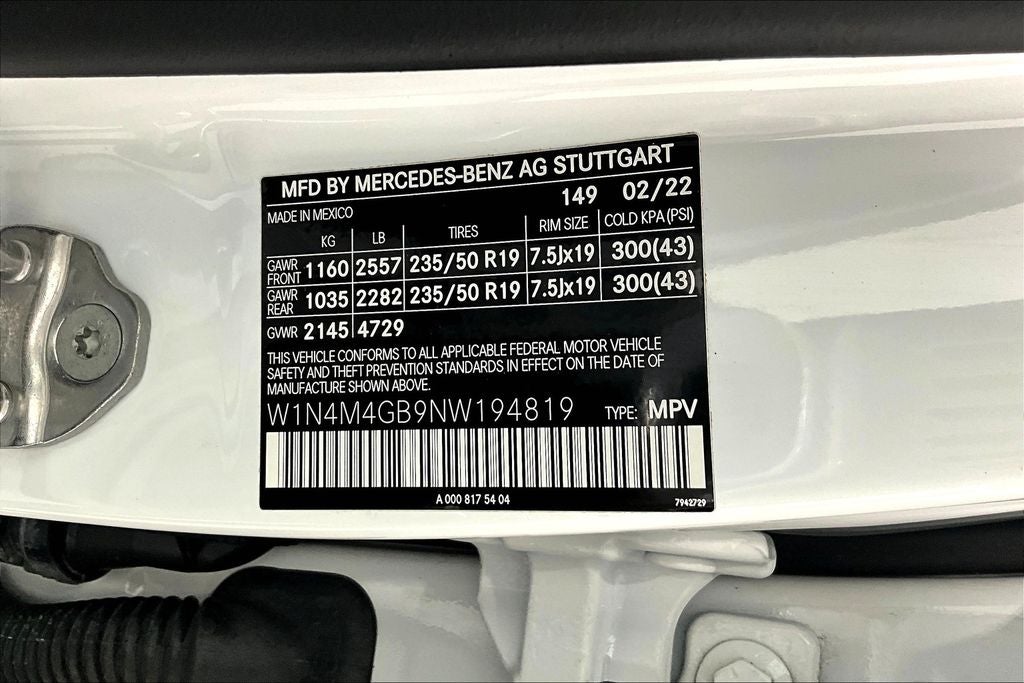 MFD BY MERCEDES-BENZ AG STUTTGART
149 02/22
MADE IN MEXICO
KG LB TIRES RIM SIZE COLD KPA (PSI)
GAWR FRONT 1160 2557 235/50 R19 7.5Jx19 300(43)
GAWR REAR 1035 2282 235/50 R19 7.5Jx19 300(43)
GVWR 2145 4729
THIS VEHICLE CONFORMS TO ALL APPLICABLE FEDERAL MOTOR VEHICLE
SAFETY AND THEFT PREVENTION STANDARDS IN EFFECT ON THE DATE OF
MANUFACTURE SHOWN ABOVE.
W1N4M4GB9NW194819 TYPE: MPV
A 000 817 54 04
7942729